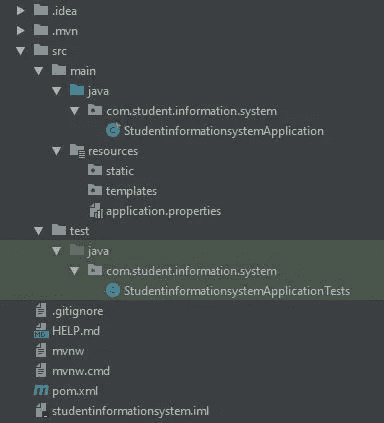 .idea
.mvn
src
main
java
com.student.information.system
StudentinformationsystemApplication
resources
static
templates
application.properties
test
java
com.student.information.system
StudentinformationsystemApplicationTests
.gitignore
HELP.md
mvnw
mvnw.cmd
pom.xml
studentinformationsystem.iml